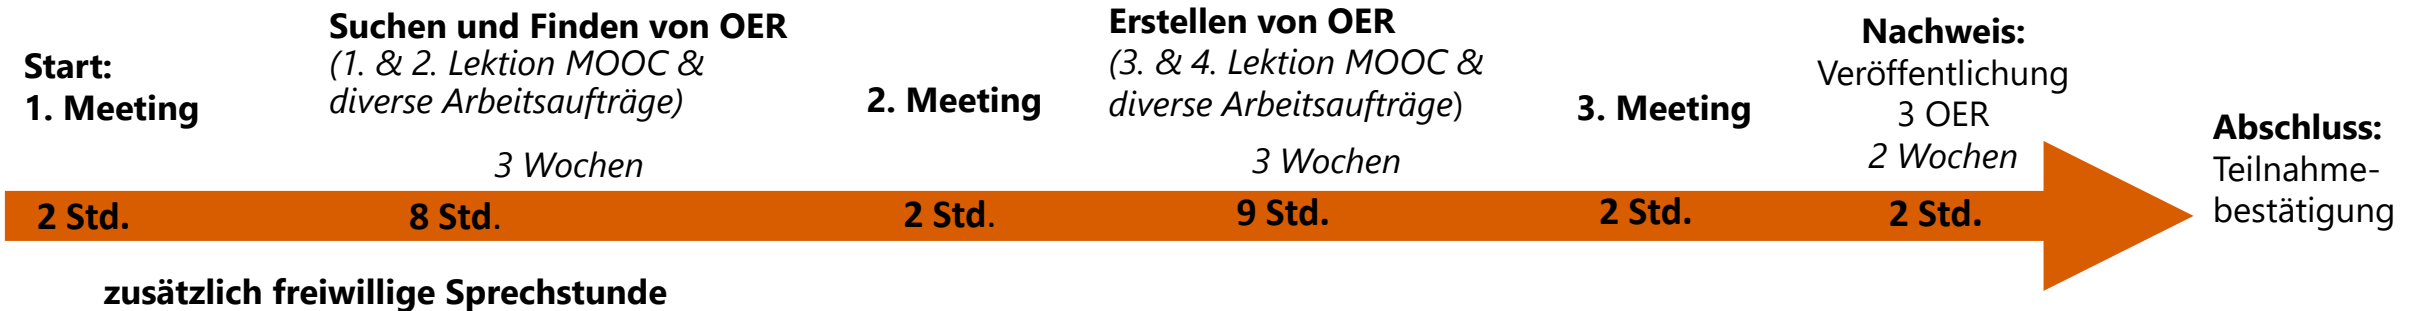 Start:
1. Meeting
Suchen und Finden von OER
(1. & 2. Lektion MOOC &
diverse Arbeitsaufträge)
3 Wochen
2. Meeting
Erstellen von OER
(3. & 4. Lektion MOOC &
diverse Arbeitsaufträge)
3 Wochen
3. Meeting
Nachweis:
Veröffentlichung
3 OER
2 Wochen
Abschluss:
Teilnahme-
bestätigung
2 Std.
8 Std.
2 Std.
9 Std.
2 Std.
2 Std.
zusätzlich freiwillige Sprechstunde